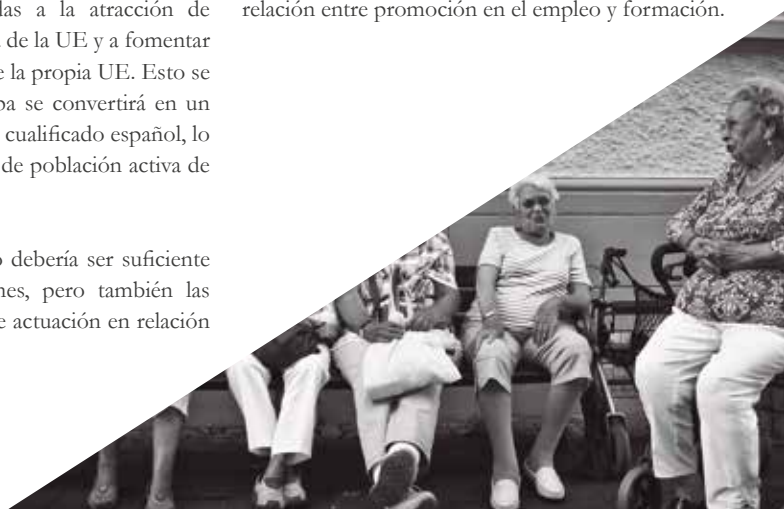 las a la atracción de
de la UE y a fomentar
e la propia UE. Esto se
pa se convertirá en un
cualificado español, lo
de población activa de
debería ser suficiente
nes, pero también las
e actuación en relación
relación entre promoción en el empleo y formación.